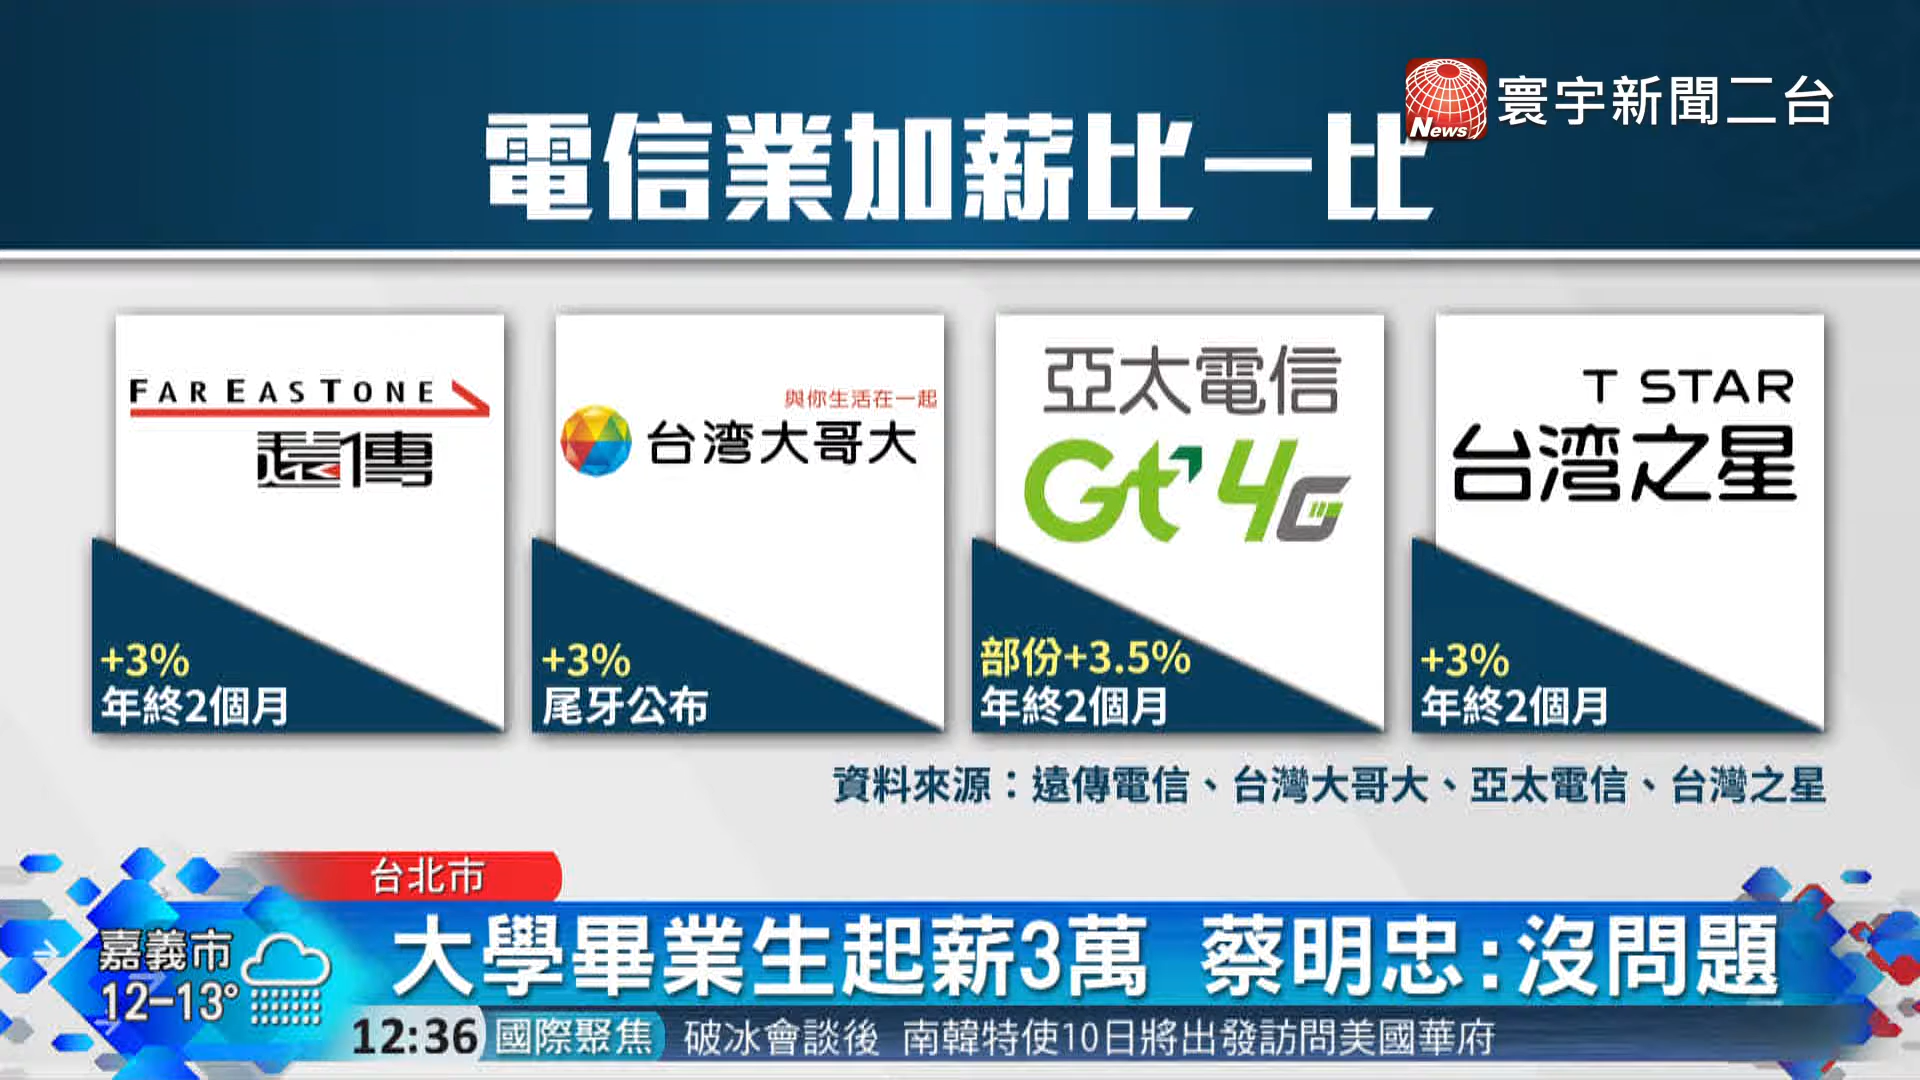 寰宇新聞二台
News
電信業加薪比一比
FAREASTONE
遠傳
+3%
年終2個月
與你生活在一起
台湾大哥大
+3%
尾牙公布
亞太電信
Gt 4G
部份+3.5%
年終2個月
T STAR
台湾之星
+3%
年終2個月
資料來源：遠傳電信、台灣大哥大、亞太電信、台灣之星
台北市
大學畢業生起薪3萬 蔡明忠:沒問題
嘉義市
12-13°
12:36 國際聚焦 破冰會談後 南韓特使10日將出發訪問美國華府